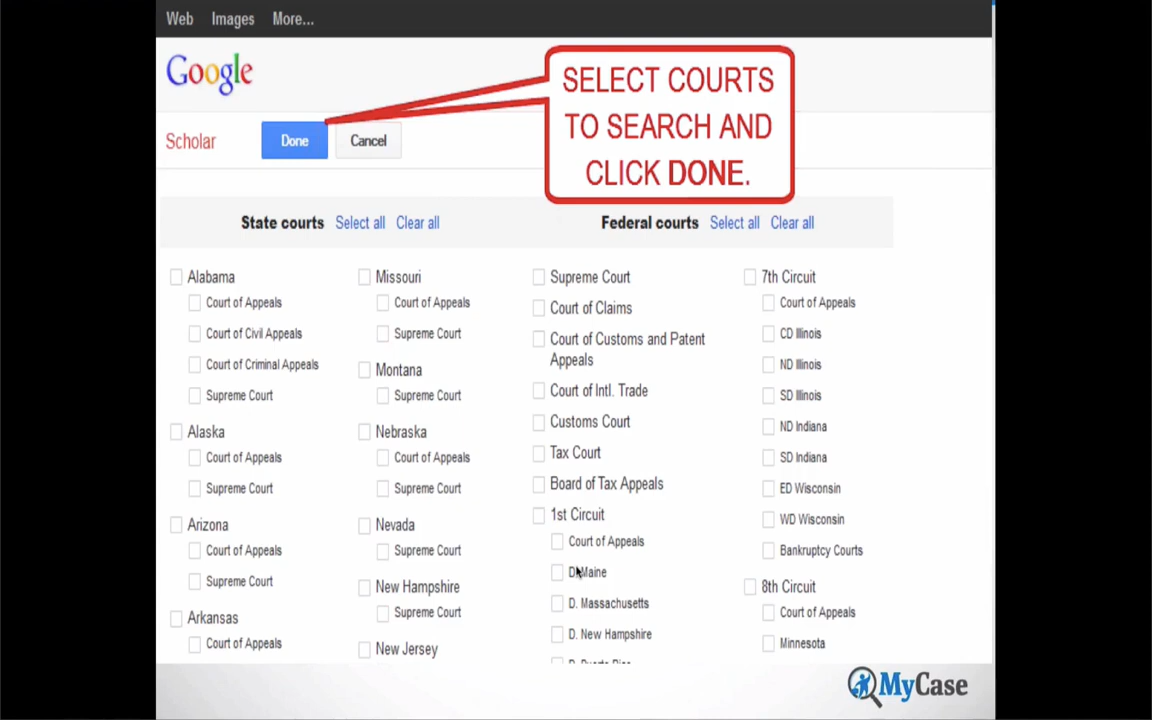 Web Images More...
Google
SELECT COURTS
TO SEARCH AND
CLICK DONE.
Scholar Done Cancel
State courts Select all Clear all
Federal courts Select all Clear all
Alabama
Court of Appeals
Court of Civil Appeals
Court of Criminal Appeals
Supreme Court
Alaska
Court of Appeals
Supreme Court
Arizona
Court of Appeals
Supreme Court
Arkansas
Court of Appeals
Missouri
Court of Appeals
Supreme Court
Montana
Supreme Court
Nebraska
Court of Appeals
Supreme Court
Nevada
Supreme Court
New Hampshire
Supreme Court
New Jersey
Supreme Court
Court of Claims
Court of Customs and Patent
Appeals
Court of Intl. Trade
Customs Court
Tax Court
Board of Tax Appeals
1st Circuit
Court of Appeals
D. Maine
D. Massachusetts
D. New Hampshire
7th Circuit
Court of Appeals
CD Illinois
ND Illinois
SD Illinois
ND Indiana
SD Indiana
ED Wisconsin
WD Wisconsin
Bankruptcy Courts
8th Circuit
Court of Appeals
Minnesota
MyCase